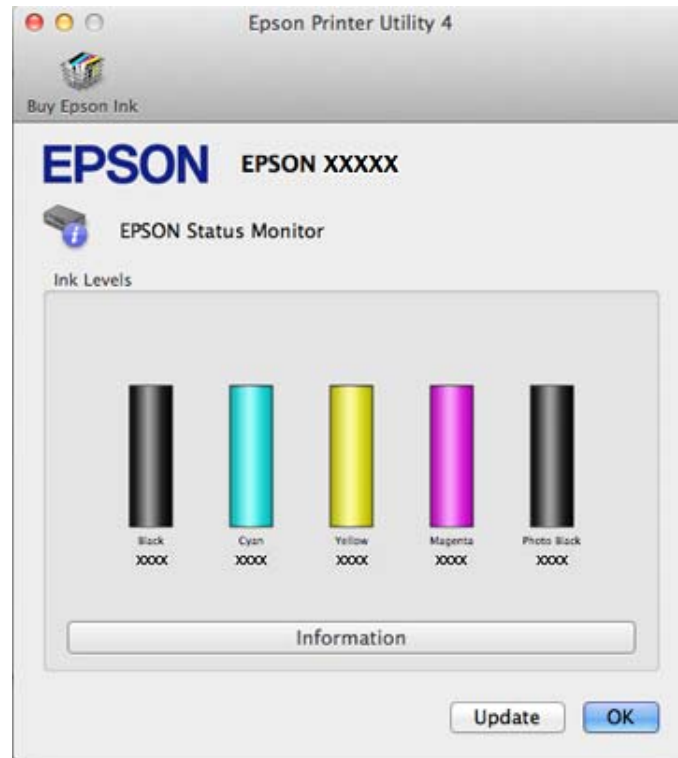 Epson Printer Utility 4
Buy Epson Ink
EPSON EPSON XXXXX
EPSON Status Monitor
Ink Levels
Black Cyan Yellow Magenta Photo Black
XXXX XXXX XXXX XXXX XXXX
Information
Update OK